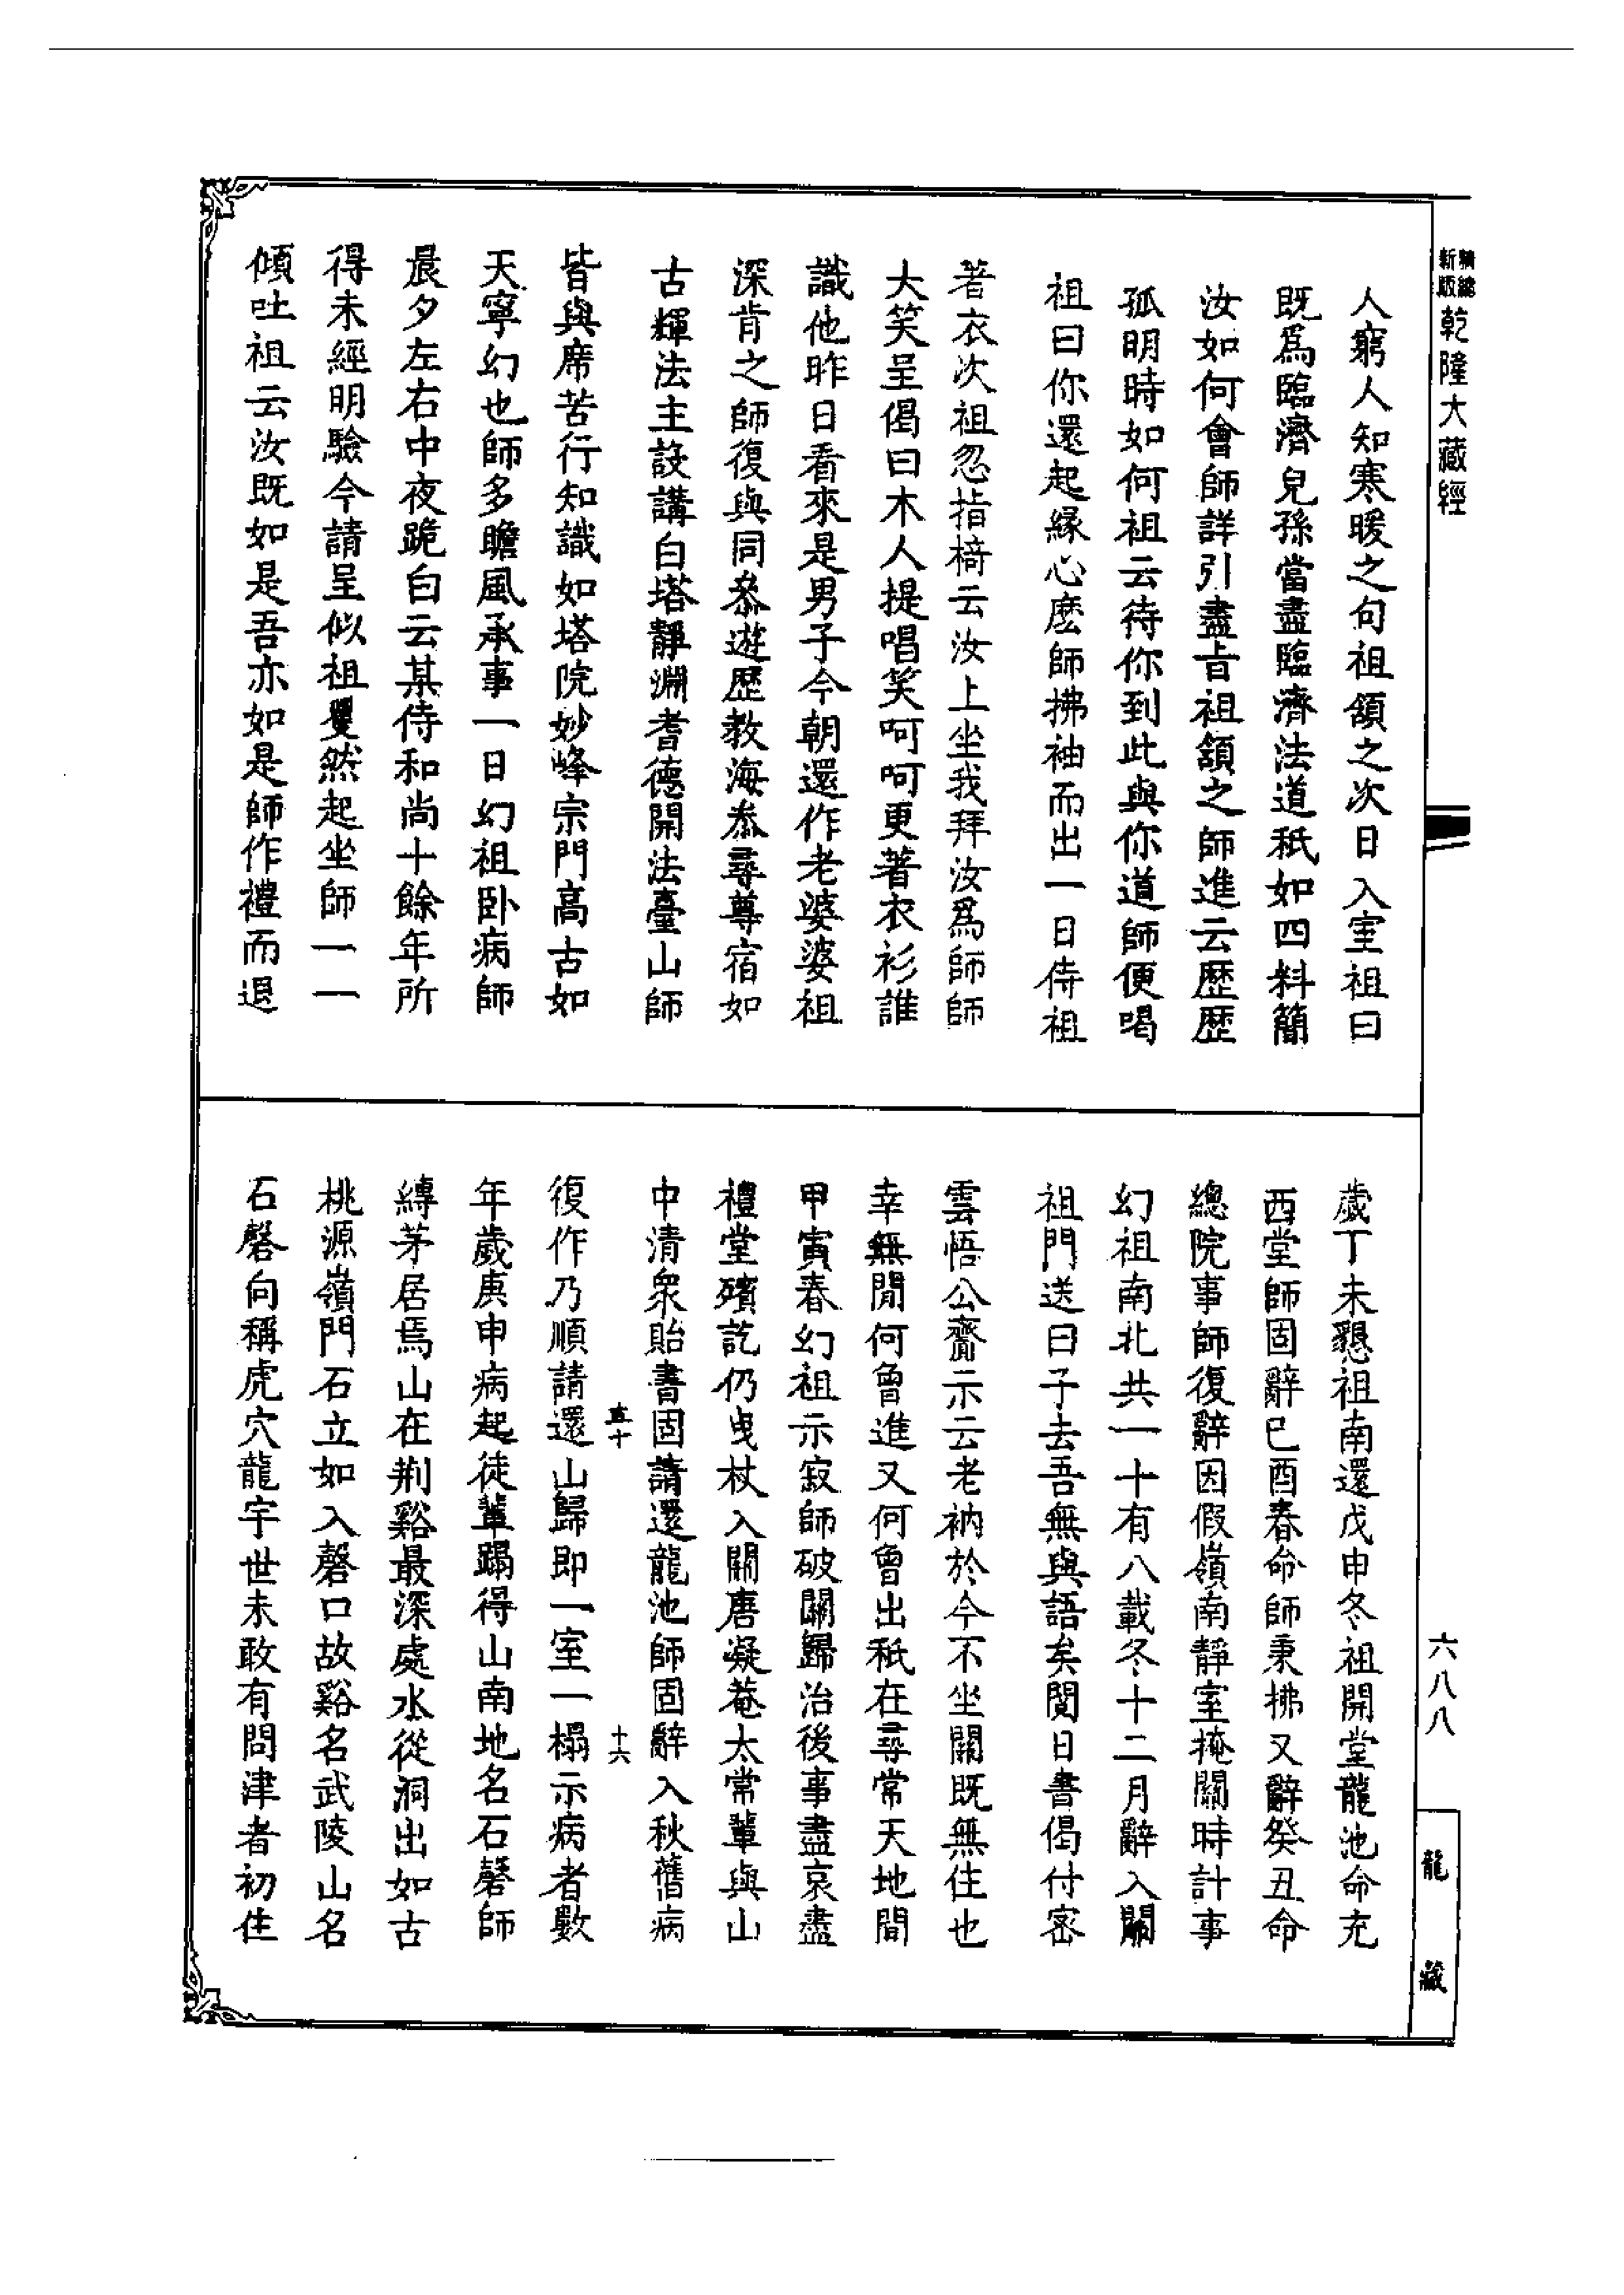 新版精縮
乾隆大藏經
人窮人知寒暖之句祖頷之次日入室祖曰
既爲臨濟兒孫當盡臨濟法道秖如四料簡
汝如何會師詳引盡旨祖頷之師進云歷歷
孤明時如何祖云待你到此與你道師便喝
祖曰你還起緣心麽師拂袖而出一日侍祖
著衣次祖忽指椅云汝上坐我拜汝爲師師
大笑呈偈曰木人提唱笑呵呵更著衣衫誰
識他昨日看來是男子今朝還作老婆婆祖
深肯之師復與同叅遊歷教海叅尋尊宿如
古輝法主設講白塔靜淵耆德開法臺山師
皆與席苦行知識如塔院妙峰宗門高古如
天寧幻也師多瞻風承事一日幻祖臥病師
晨夕左右中夜跪白云某侍和尚十餘年所
得未經明驗今請呈似祖矍然起坐師一一
傾吐祖云汝既如是吾亦如是師作禮而退
歲丁未懇祖南還戊申冬祖開堂龍池命充
西堂師固辭巳酉春命師秉拂又辭癸丑命
總院事師復辭因假嶺南靜室掩關時計事
幻祖南北共一十有八載冬十二月辭入關
祖門送曰子去吾無與語矣閱日書偈付密
雲悟公齎示云老衲於今不坐關既無住也
幸無閒何曾進又何曾出秖在尋常天地間
甲寅春幻祖示寂師破關歸治後事盡哀盡
禮堂殯訖仍曳杖入關唐凝菴太常輩與山
中清衆貽書固請還龍池師固辭入秋舊病
直十
十六
復作乃順請還山歸即一室一榻示病者數
年歲庚申病起徒輩蹋得山南地名石磬師
縛茅居焉山在荆谿最深處水從洞出如古
桃源嶺門石立如入磬口故谿名武陵山名
石磬向稱虎穴龍宇世未敢有問津者初住
六八八
龍藏